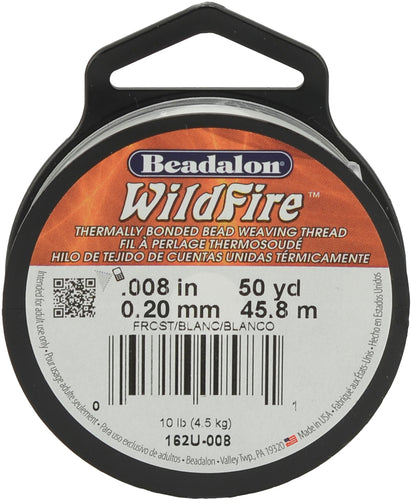 Beadalon
WildFire™
THERMALLY BONDED BEAD WEAVING THREAD
FIL À PERLAGE THERMOSOUDÉ
HILO DE TEJIDO DE CUENTAS UNIDAS TÉRMICAMENTE
.008 in 50 yd
0.20 mm 45.8 m
FROST/BLANC/BLANCO
0 1
10 lb (4.5 kg)
162U-008
Intended for adult use only. • Pour usage adulte seulement. • Para uso exclusivo de adultos. • Beadalon • Valley Twp., PA 19320 Made in USA. • Fabriqué aux États-Unis • Hecho en Estados Unidos